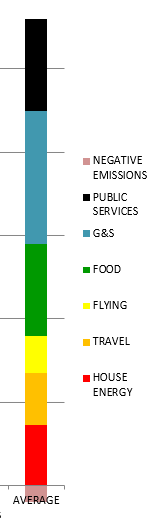 NEGATIVE
EMISSIONS
PUBLIC
SERVICES
G&S
FOOD
FLYING
TRAVEL
HOUSE
ENERGY
AVERAGE